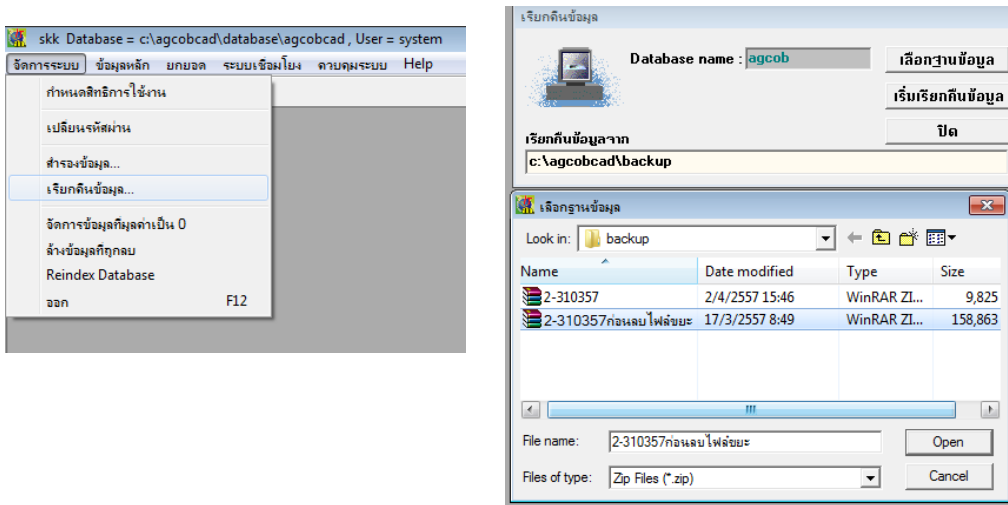 skk Database = c:\agcobcad\database\agcobcad , User = system
จัดการระบบ ข้อมูลหลัก ยกยอด ระบบเชื่อมโยง ควบคุมระบบ Help
กำหนดสิทธิการใช้งาน
เปลี่ยนรหัสผ่าน
สำรองข้อมูล...
เรียกคืนข้อมูล...
จัดการข้อมูลที่มูลค่าเป็น 0
ล้างข้อมูลที่ถูกลบ
Reindex Database
ออก F12
เรียกคืนข้อมูล
Database name : agcob
เลือกฐานข้อมูล
เริ่มเรียกคืนข้อมูล
ปิด
เรียกคืนข้อมูลจาก
c:\agcobcad\backup
เลือกฐานข้อมูล
Look in: backup
Name Date modified Type Size
2-310357 2/4/2557 15:46 WinRAR ZI... 9,825
2-310357ก่อนลบไฟล์ขยะ 17/3/2557 8:49 WinRAR ZI... 158,863
File name: 2-310357ก่อนลบไฟล์ขยะ Open
Files of type: Zip Files (*.zip) Cancel